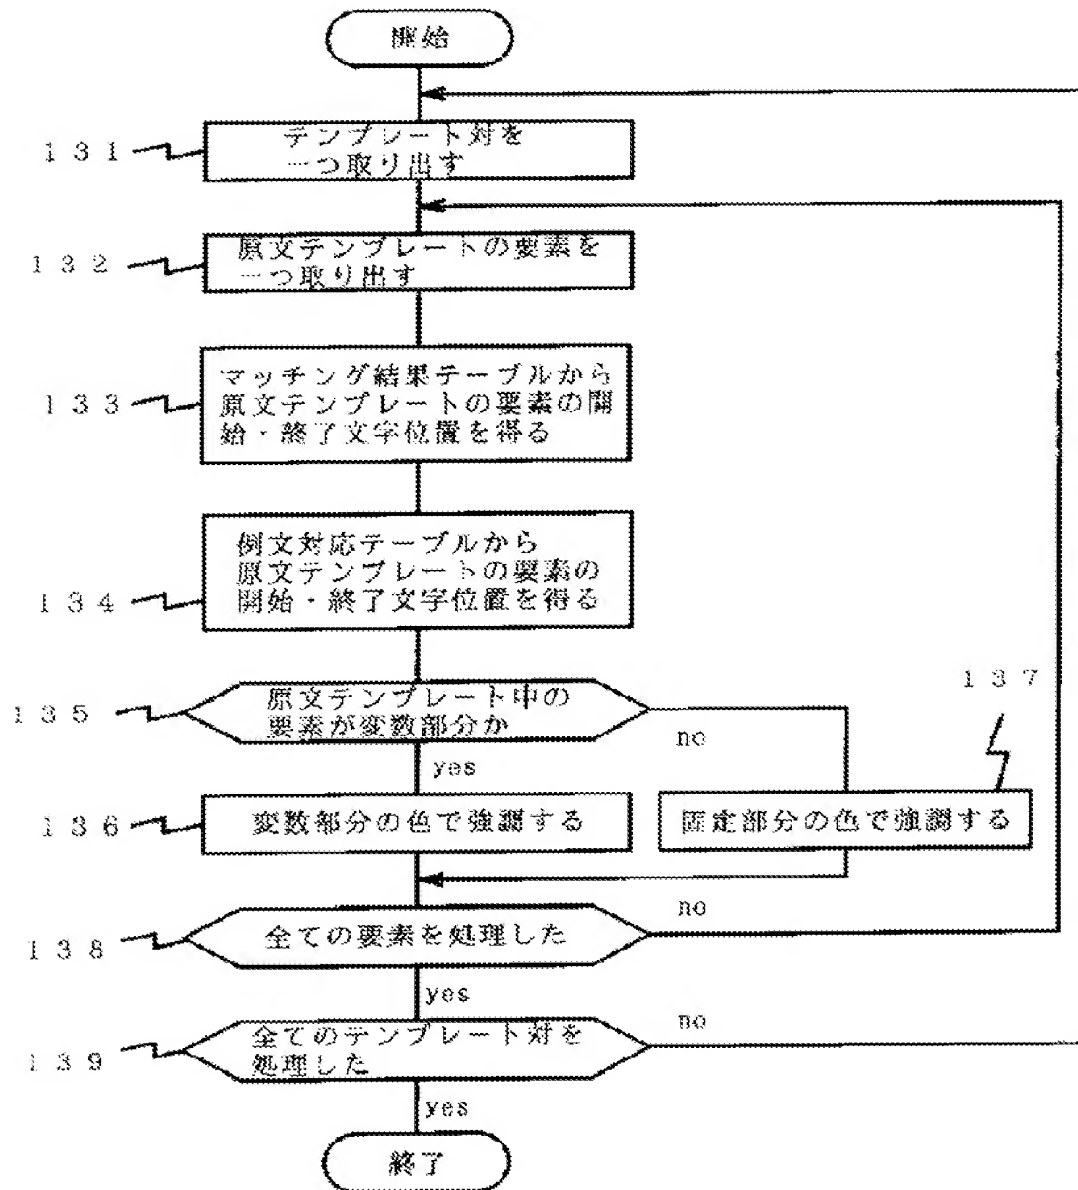 開始
131
テンプレート対を
一つ取り出す
132
原文テンプレートの要素を
一つ取り出す
133
マッチング結果テーブルから
原文テンプレートの要素の開
始・終了文字位置を得る
134
例文対応テーブルから
原文テンプレートの要素の
開始・終了文字位置を得る
135
原文テンプレート中の
要素が変数部分か
no
yes
137
136
変数部分の色で強調する
固定部分の色で強調する
138
全ての要素を処理した
no
yes
139
全てのテンプレート対を
処理した
no
yes
終了